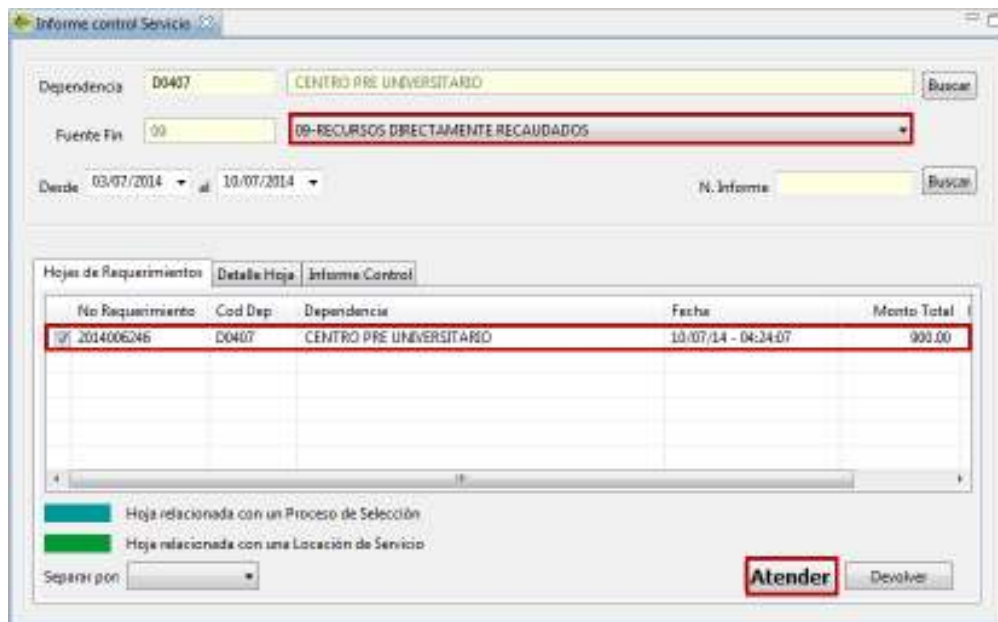 Informe control Servicio
Dependencia D0407 CENTRO PRE UNIVERSITARIO Buscar
Fuente Fin 09 09-RECURSOS DIRECTAMENTE RECAUDADOS
Desde 03/07/2014 al 10/07/2014 N. Informe Buscar
Hojas de Requerimientos Detalle Hoja Informe Control
No Requerimiento Cod Dep Dependencia Fecha Monto Total
2014006246 D0407 CENTRO PRE UNIVERSITARIO 10/07/14 - 04:24:07 900.00
Hoja relacionada con un Proceso de Selección
Hoja relacionada con una Locación de Servicio
Separar por: Atender Devolver